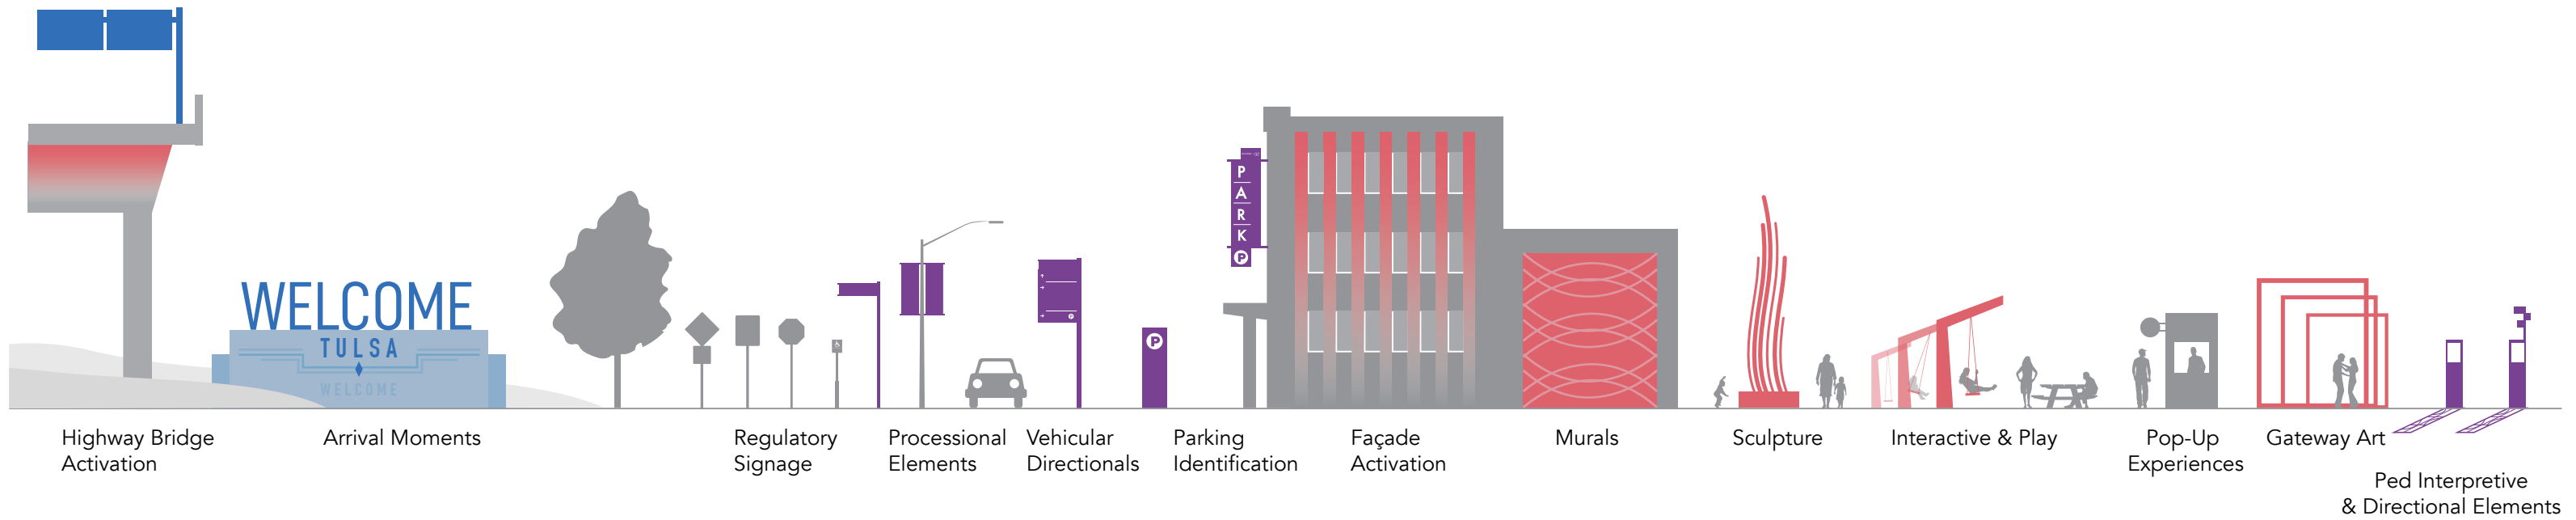 WELCOME
TULSA
WELCOME
P
A
R
K
P
P
Highway Bridge
Activation
Arrival Moments
Regulatory
Signage
Processional
Elements
Vehicular
Directionals
Parking
Identification
Façade
Activation
Murals
Sculpture
Interactive & Play
Pop-Up
Experiences
Gateway Art
Ped Interpretive
& Directional Elements